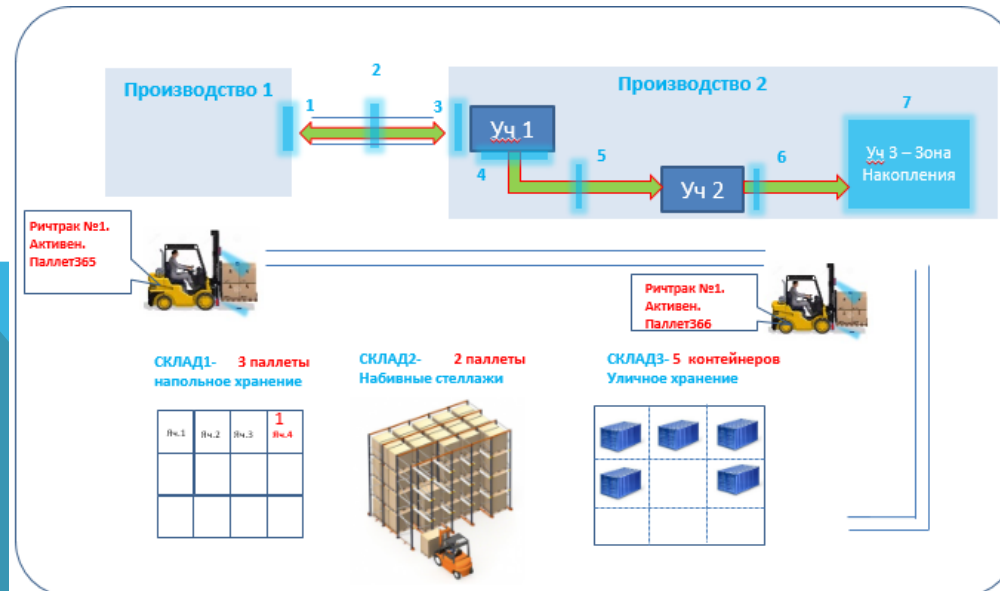 Производство 1
2
1
3
Производство 2
7
Уч 1
4
5
6
Уч 2
Уч 3 – Зона
Накопления
Ричтрак №1.
Активен.
Паллет365
Ричтрак №1.
Активен.
Паллет366
СКЛАД1- 3 паллеты
напольное хранение
СКЛАД2- 2 паллеты
Набивные стеллажи
СКЛАД3- 5 контейнеров
Уличное хранение
1
Яч.1 Яч.2 Яч.3 Яч.4